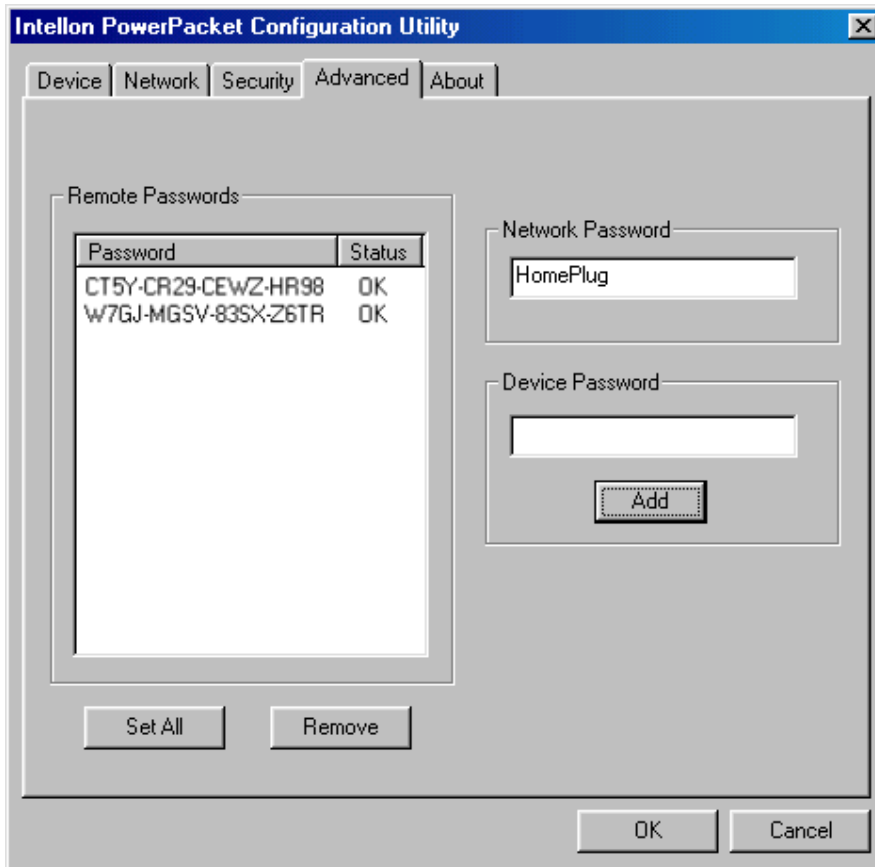 Intellon PowerPacket Configuration Utility
Device Network Security Advanced About
Remote Passwords
Password Status
CT5Y-CR29-CEWZ-HR98 OK
W7GJ-MGSV-83SX-Z6TR OK
Network Password
HomePlug
Device Password
Add
Set All Remove
OK Cancel